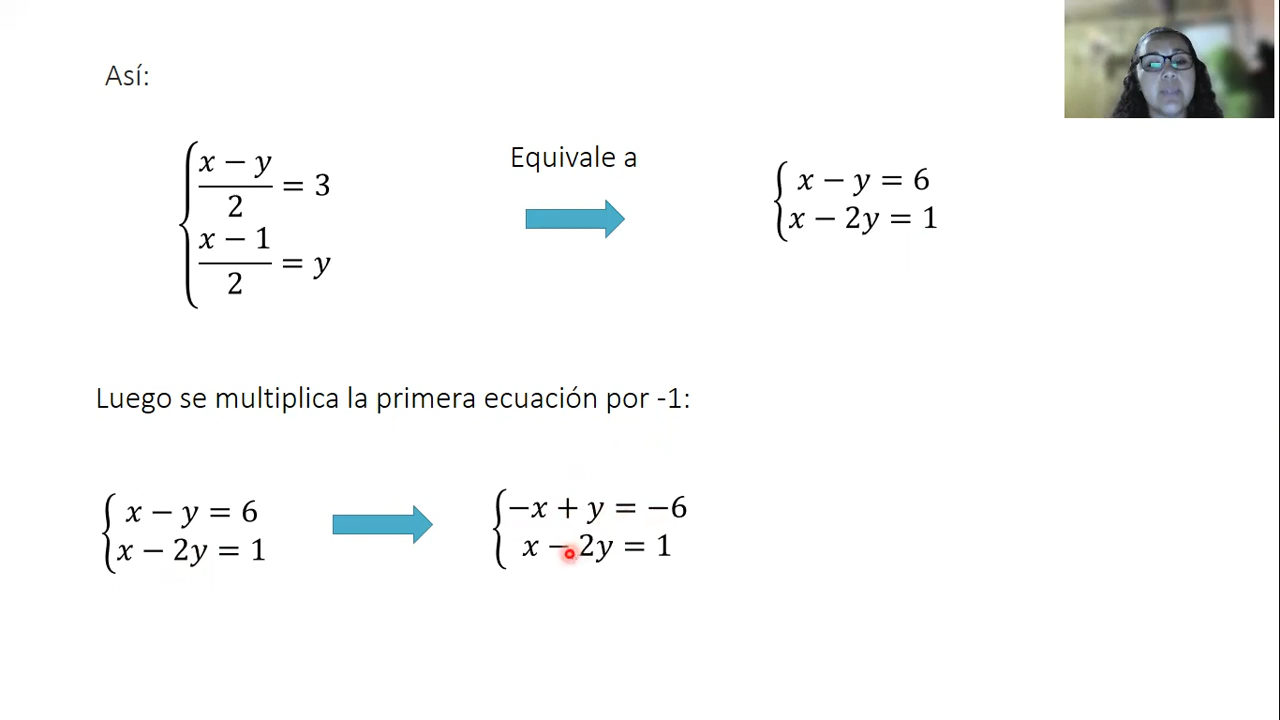 Así:
x − y
2
= 3
x − 1
2
= y
Equivale a
x − y = 6
x − 2y = 1
Luego se multiplica la primera ecuación por -1:
x − y = 6
x − 2y = 1
−x + y = −6
x − 2y = 1